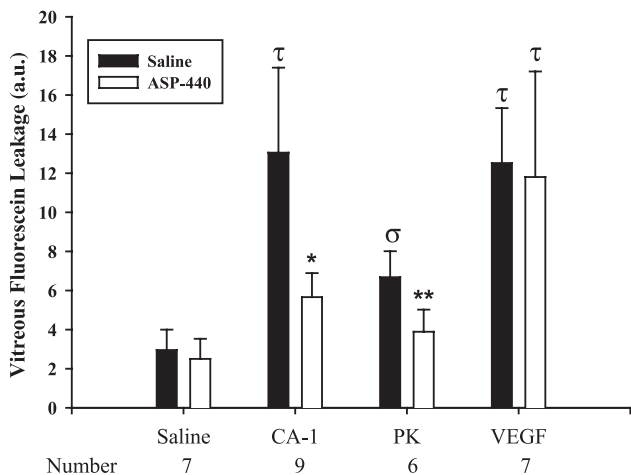 20
18
16
14
12
10
8
6
4
2
0
Vitreous Fluorescein Leakage (a.u.)
Saline
ASP-440
τ
*
σ
**
τ
τ
Saline CA-1 PK VEGF
Number 7 9 6 7